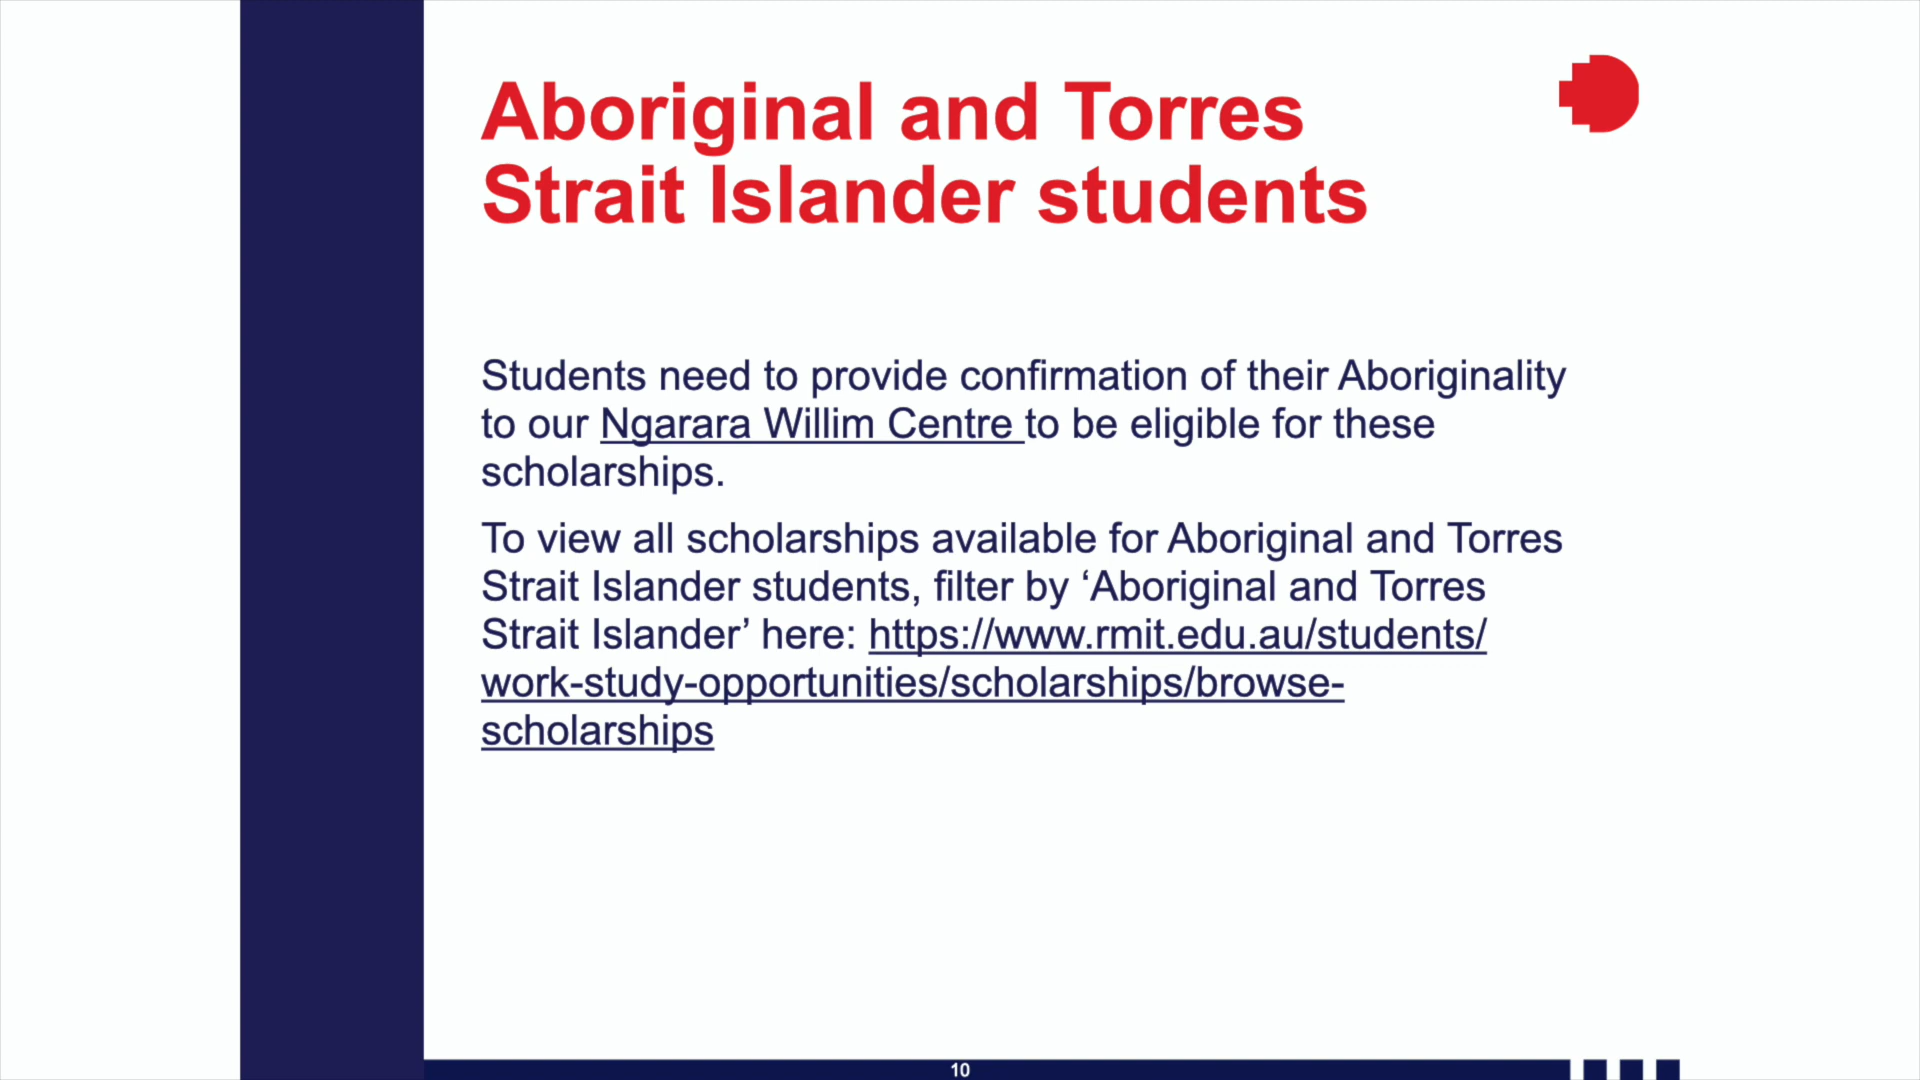 Aboriginal and Torres
Strait Islander students
Students need to provide confirmation of their Aboriginality
to our Ngarara Willim Centre to be eligible for these
scholarships.
To view all scholarships available for Aboriginal and Torres
Strait Islander students, filter by ‘Aboriginal and Torres
Strait Islander’ here: https://www.rmit.edu.au/students/
work-study-opportunities/scholarships/browse-
scholarships
10